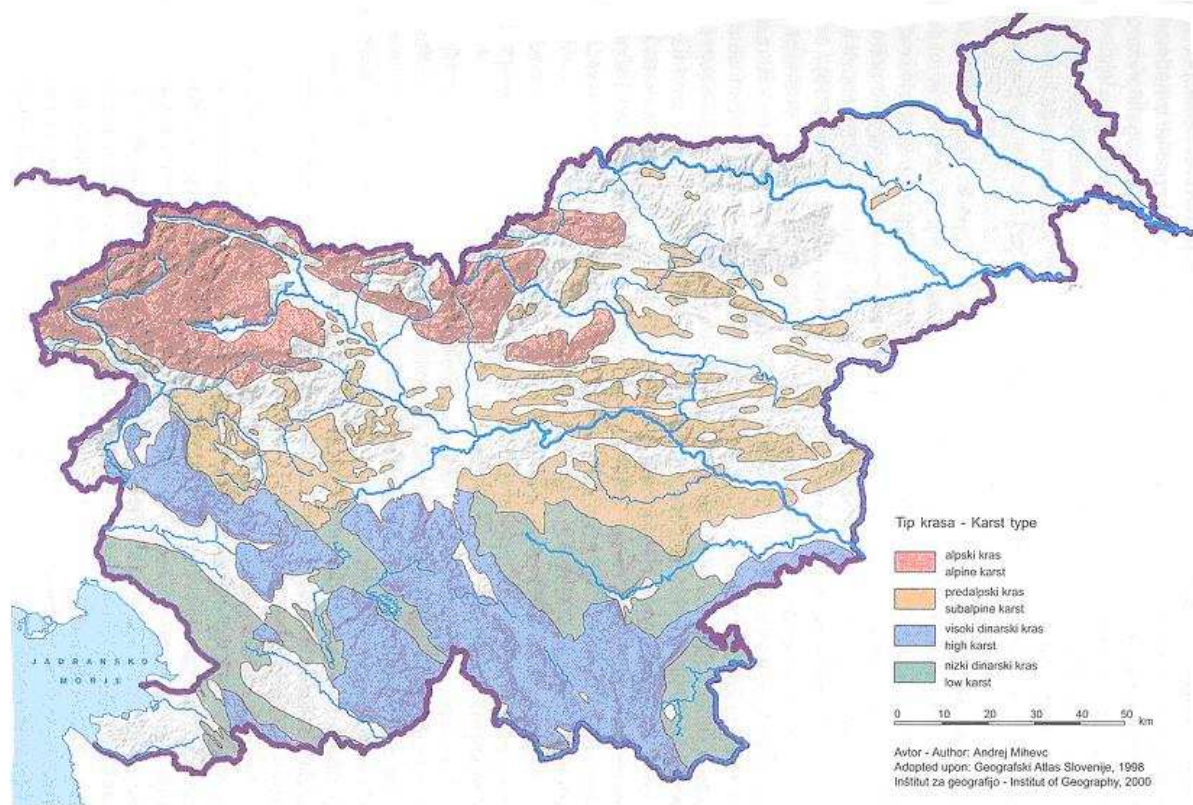 JADRANSKO
MORJE
Tip krasa - Karst type
alpski kras
alpine karst
predalpski kras
subalpine karst
visoki dinarski kras
high karst
nizki dinarski kras
low karst
0 10 20 30 40 50 km
Avtor - Author: Andrej Mihevc
Adopted upon: Geografski Atlas Slovenije, 1998
Inštitut za geografijo - Institut of Geography, 2000